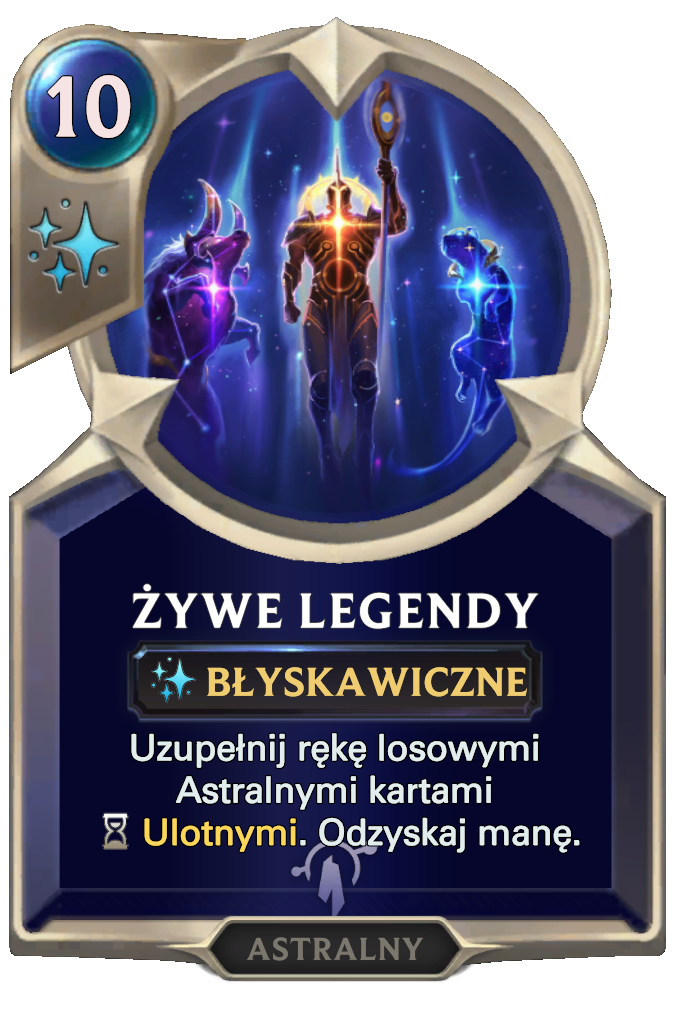 10
ŻYWE LEGENDY
BŁYSKAWICZNE
Uzupełnij rękę losowymi
Astralnymi kartami
Ulotnymi. Odzyskaj manę.
ASTRALNY